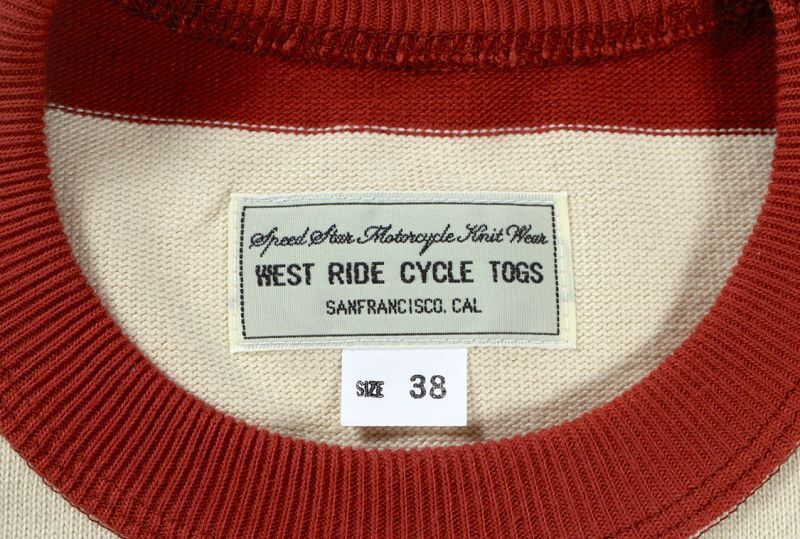 Speed Star Motorcycle Knit Wear
WEST RIDE CYCLE TOGS
SANFRANCISCO. CAL
SIZE 38